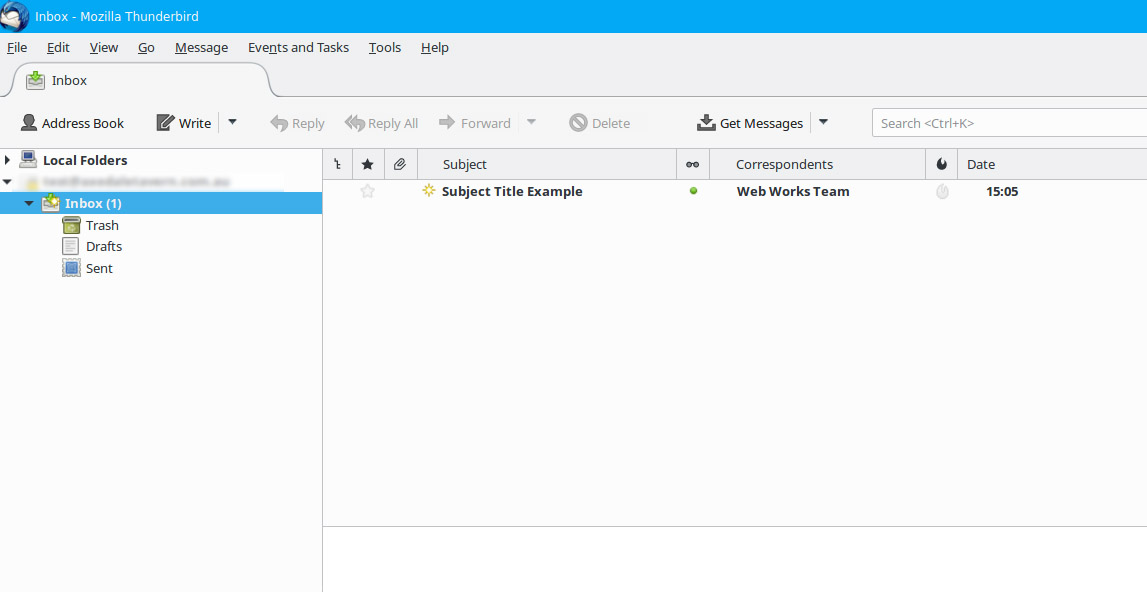 Inbox - Mozilla Thunderbird
File Edit View Go Message Events and Tasks Tools Help
Inbox
Address Book Write Reply Reply All Forward Delete Get Messages Search <Ctrl+K>
Local Folders
Subject Correspondents Date
Subject Title Example Web Works Team 15:05
Inbox (1)
Trash
Drafts
Sent